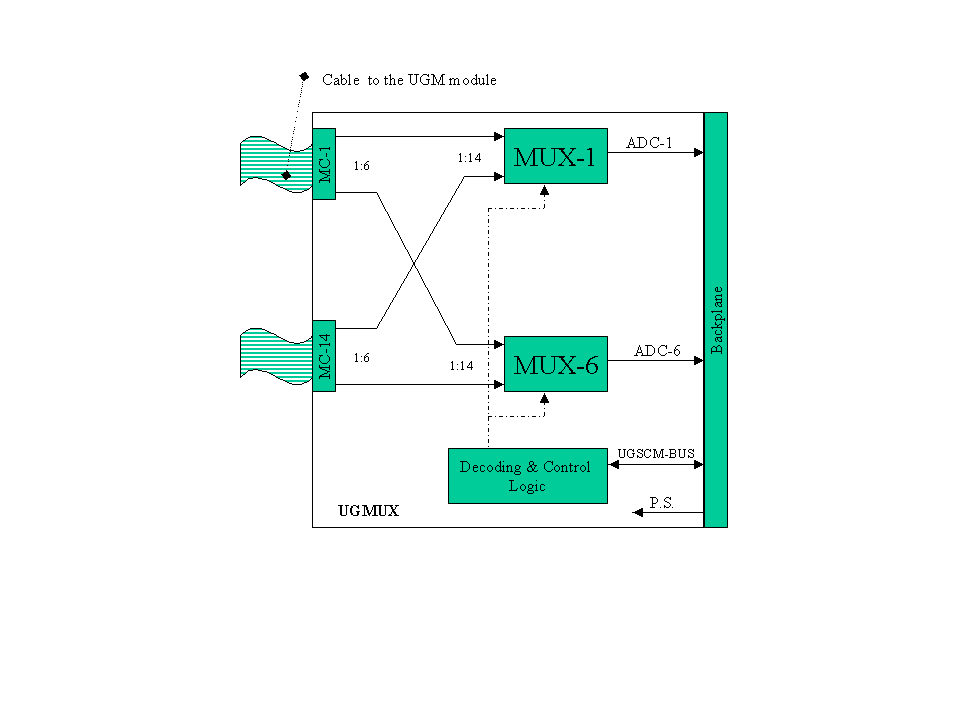 Cable to the UGM module
MC-1
1:6
1:14
MUX-1
ADC-1
Backplane
MC-14
1:6
1:14
MUX-6
ADC-6
Decoding & Control
Logic
UGSCM-BUS
P.S.
UGMUX